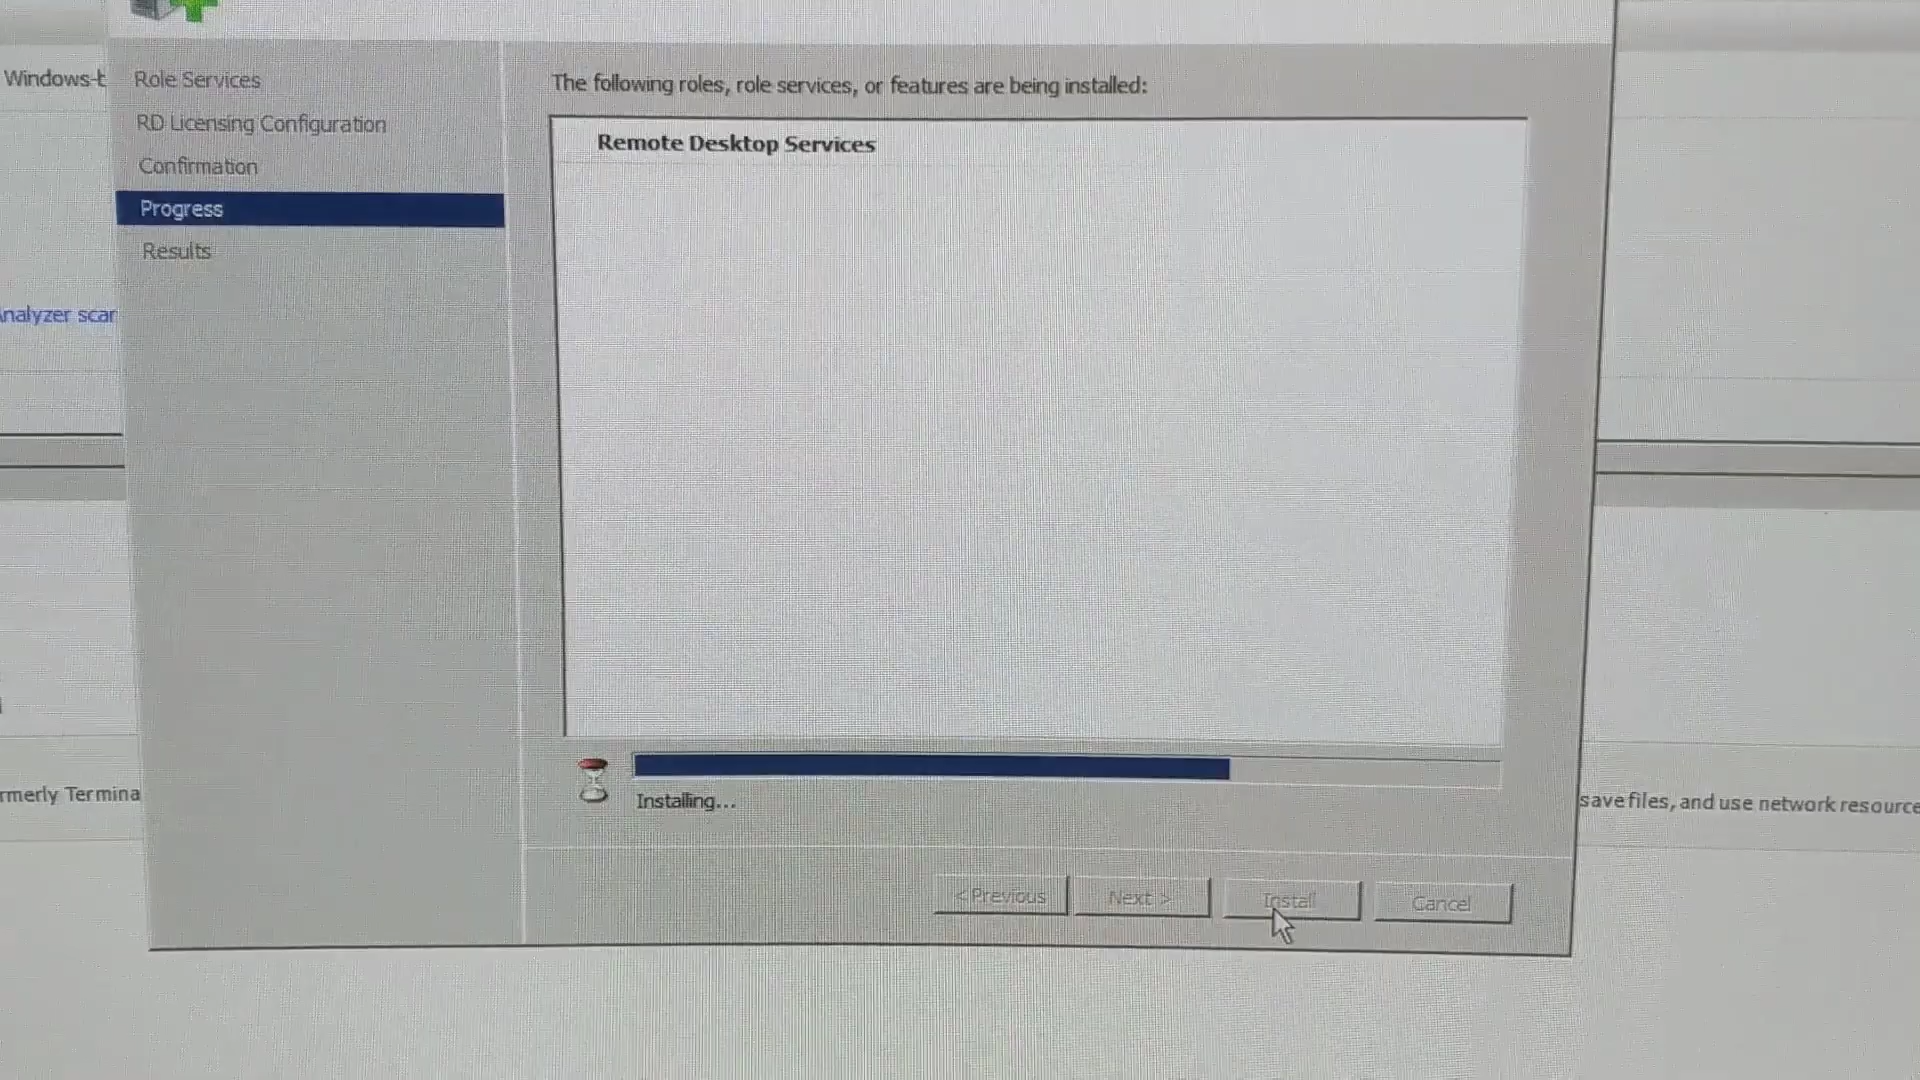 Windows-b
Role Services
RD Licensing Configuration
Confirmation
Progress
Results
nalyzer scan
rmerly Termina
The following roles, role services, or features are being installed:
Remote Desktop Services
Installing...
< Previous
Next >
Install
Cancel
save files, and use network resource